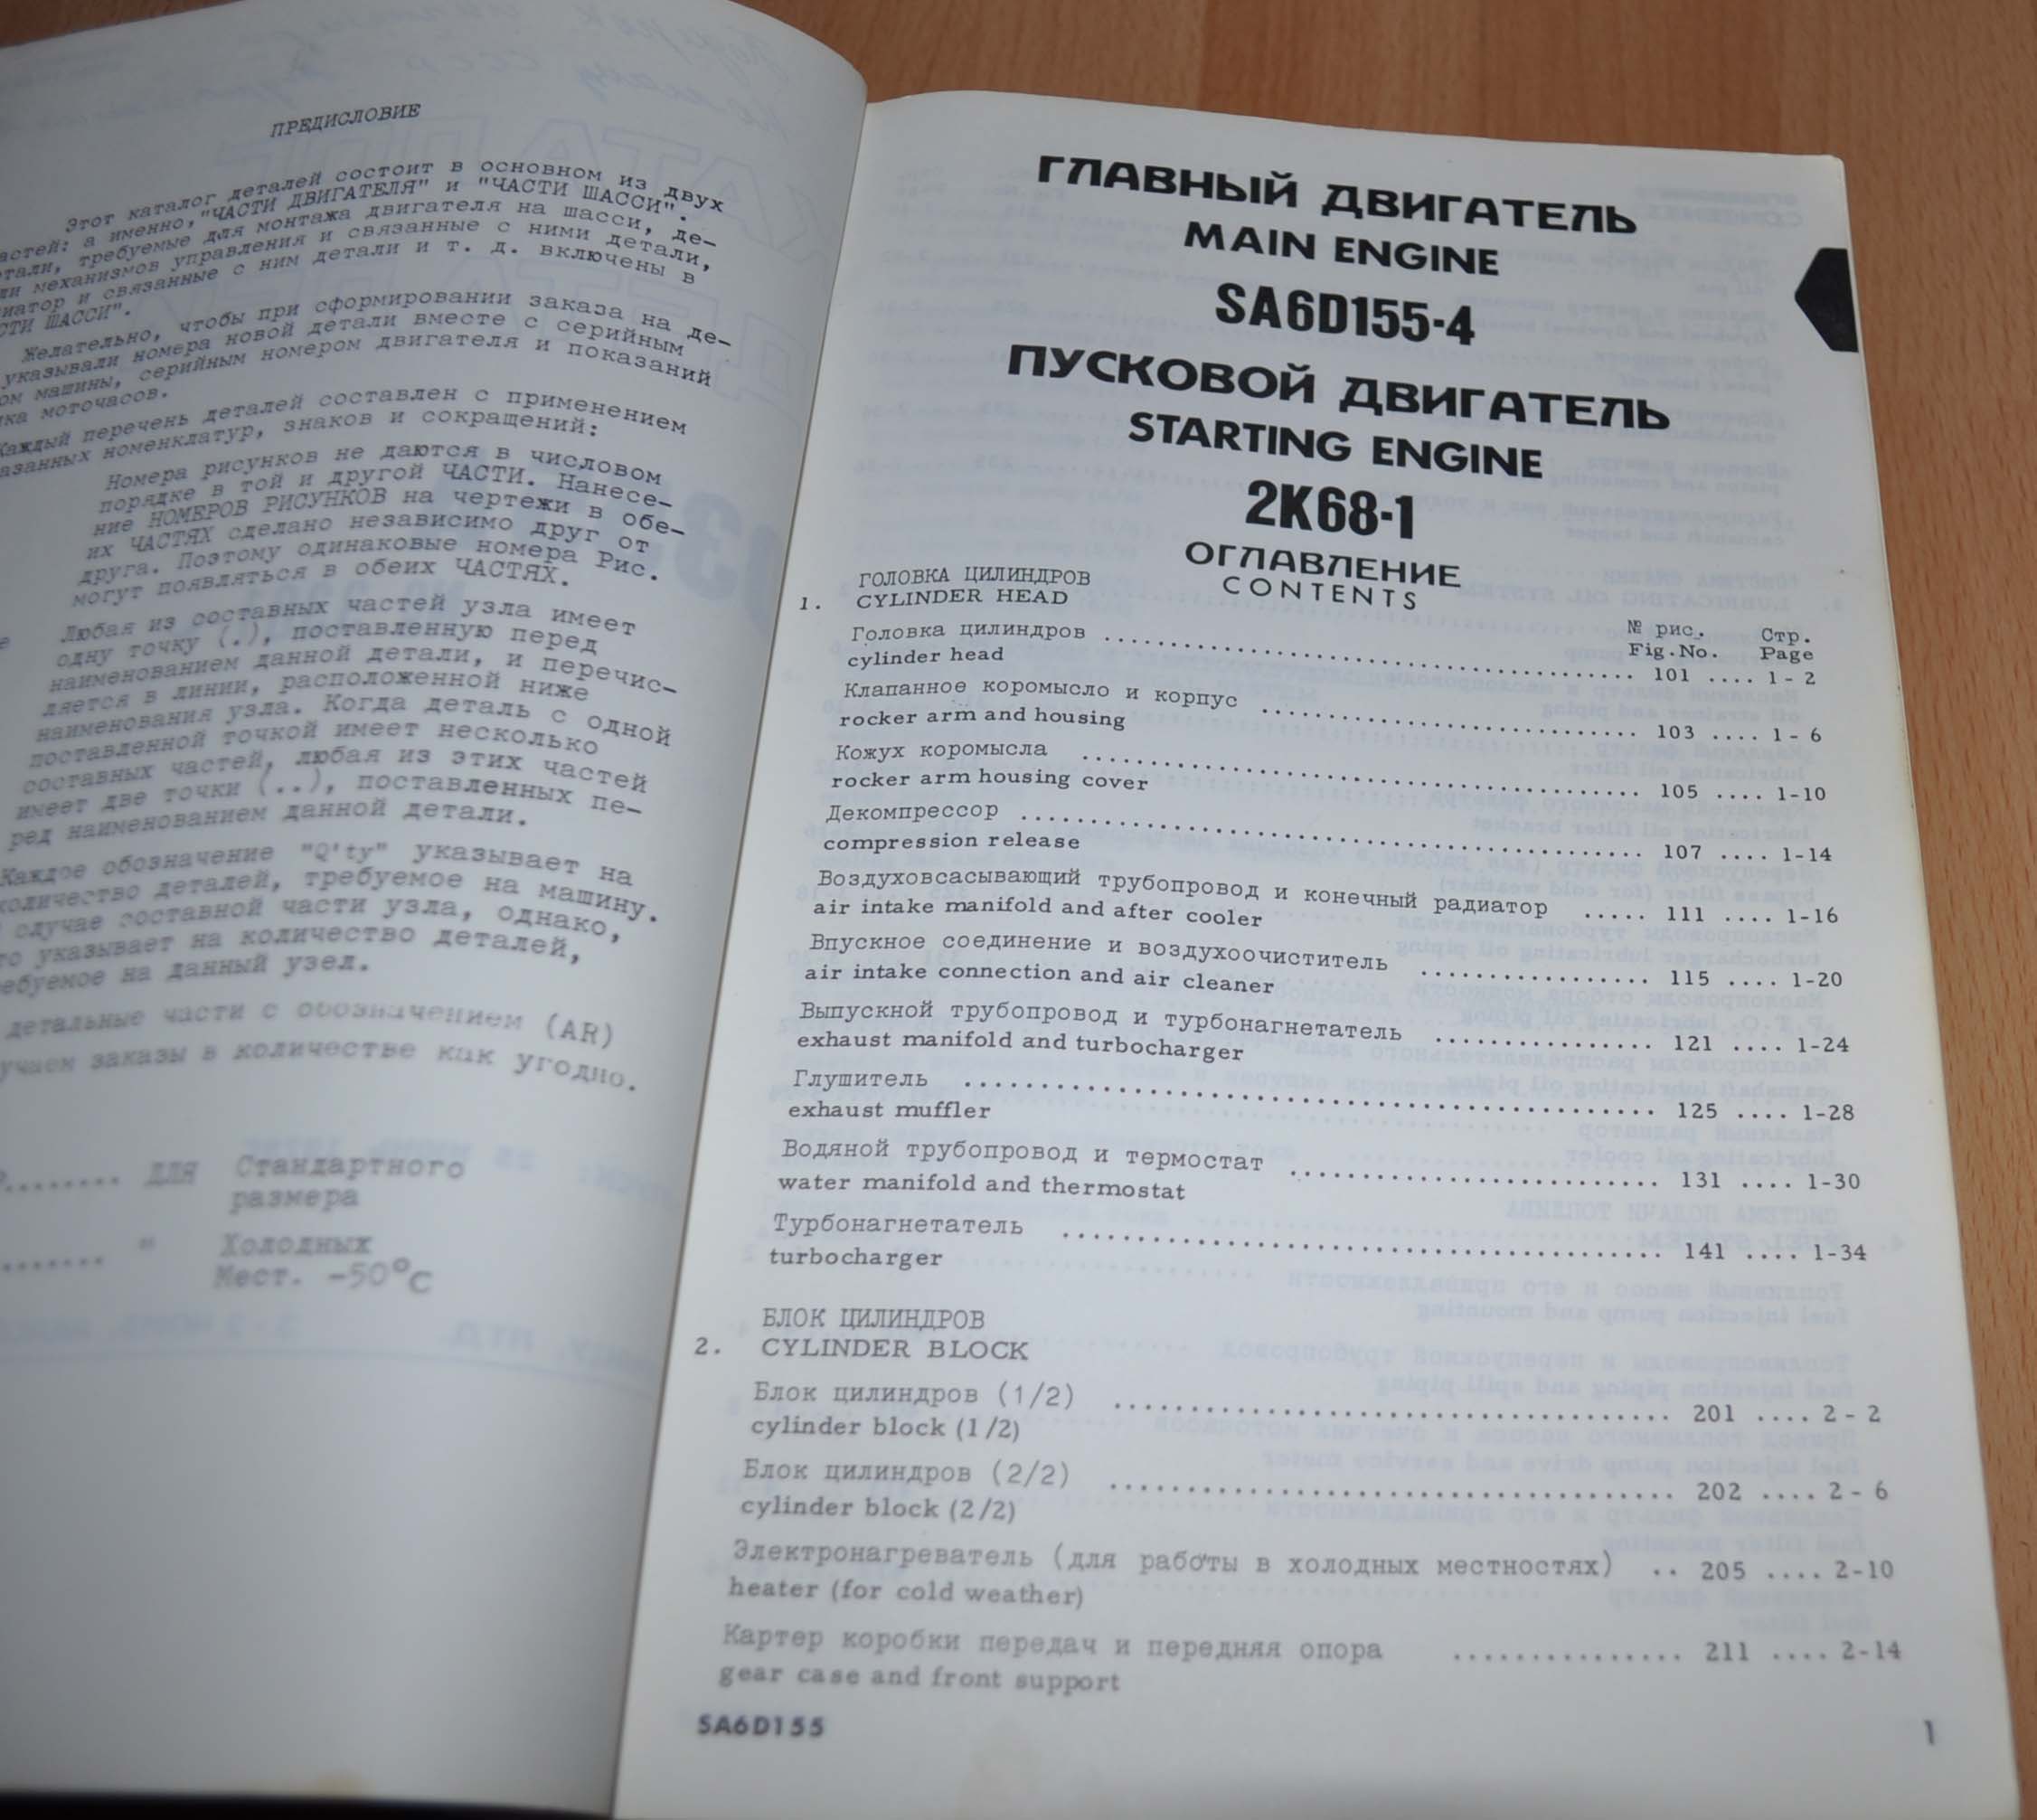 ПРЕДИСЛОВИЕ
Этот каталог деталей состоит в основном из двух
астей: а именно,"ЧАСТИ ДВИГАТЕЛЯ" и "ЧАСТИ ШАССИ".
тали, требуемые для монтажа двигателя на шасси, де-
ли механизмов управления и связанные с ними детали,
иатор и связанные с ним детали и т. д. включены в
СТИ ШАССИ".
Желательно, чтобы при сформировании заказа на де-
указывали номера новой детали вместе с серийным
ом машины, серийным номером двигателя и показаний
ика моточасов.
Каждый перечень деталей составлен с применением
азанных номенклатур, знаков и сокращений:
Номера рисунков не даются в числовом
порядке в той и другой ЧАСТИ. Нанесе-
ние НОМЕРОВ РИСУНКОВ на чертежи в обе-
их ЧАСТЯХ сделано независимо друг от
друга. Поэтому одинаковые номера Рис.
могут появляться в обеих ЧАСТЯХ.
е Любая из составных частей узла имеет
одну точку (.), поставленную перед
наименованием данной детали, и перечис-
ляется в линии, расположенной ниже
наименования узла. Когда деталь с одной
поставленной точкой имеет несколько
составных частей, любая из этих частей
имеет две точки (..), поставленных пе-
ред наименованием данной детали.
Каждое обозначение "Q'ty" указывает на
количество деталей, требуемое на машину.
случае составной части узла, однако,
то указывает на количество деталей,
ебуемое на данный узел.
детальные части с обозначением (AR)
учаем заказы в количестве как угодно.
........ для Стандартного
размера
....... " Холодных
Мест. -50°C
ГЛАВНЫЙ ДВИГАТЕЛЬ
MAIN ENGINE
SA6D155-4
ПУСКОВОЙ ДВИГАТЕЛЬ
STARTING ENGINE
2K68-1
ОГЛАВЛЕНИЕ
CONTENTS
ГОЛОВКА ЦИЛИНДРОВ
1. CYLINDER HEAD
№ рис. Стр.
Fig.No. Page
Головка цилиндров ........ 101 .... 1- 2
cylinder head
Клапанное коромысло и корпус ........ 103 .... 1- 6
rocker arm and housing
Кожух коромысла ........ 105 .... 1-10
rocker arm housing cover
Декомпрессор ........ 107 .... 1-14
compression release
Воздуховсасывающий трубопровод и конечный радиатор ..... 111 .... 1-16
air intake manifold and after cooler
Впускное соединение и воздухоочиститель ........ 115 .... 1-20
air intake connection and air cleaner
Выпускной трубопровод и турбонагнетатель ........ 121 .... 1-24
exhaust manifold and turbocharger
Глушитель ........ 125 .... 1-28
exhaust muffler
Водяной трубопровод и термостат ........ 131 .... 1-30
water manifold and thermostat
Турбонагнетатель ........ 141 .... 1-34
turbocharger
БЛОК ЦИЛИНДРОВ
2. CYLINDER BLOCK
Блок цилиндров (1/2) ........ 201 .... 2- 2
cylinder block (1/2)
Блок цилиндров (2/2) ........ 202 .... 2- 6
cylinder block (2/2)
Электронагреватель (для работы в холодных местностях) .. 205 .... 2-10
heater (for cold weather)
Картер коробки передач и передняя опора ........ 211 .... 2-14
gear case and front support
SA6D155 1